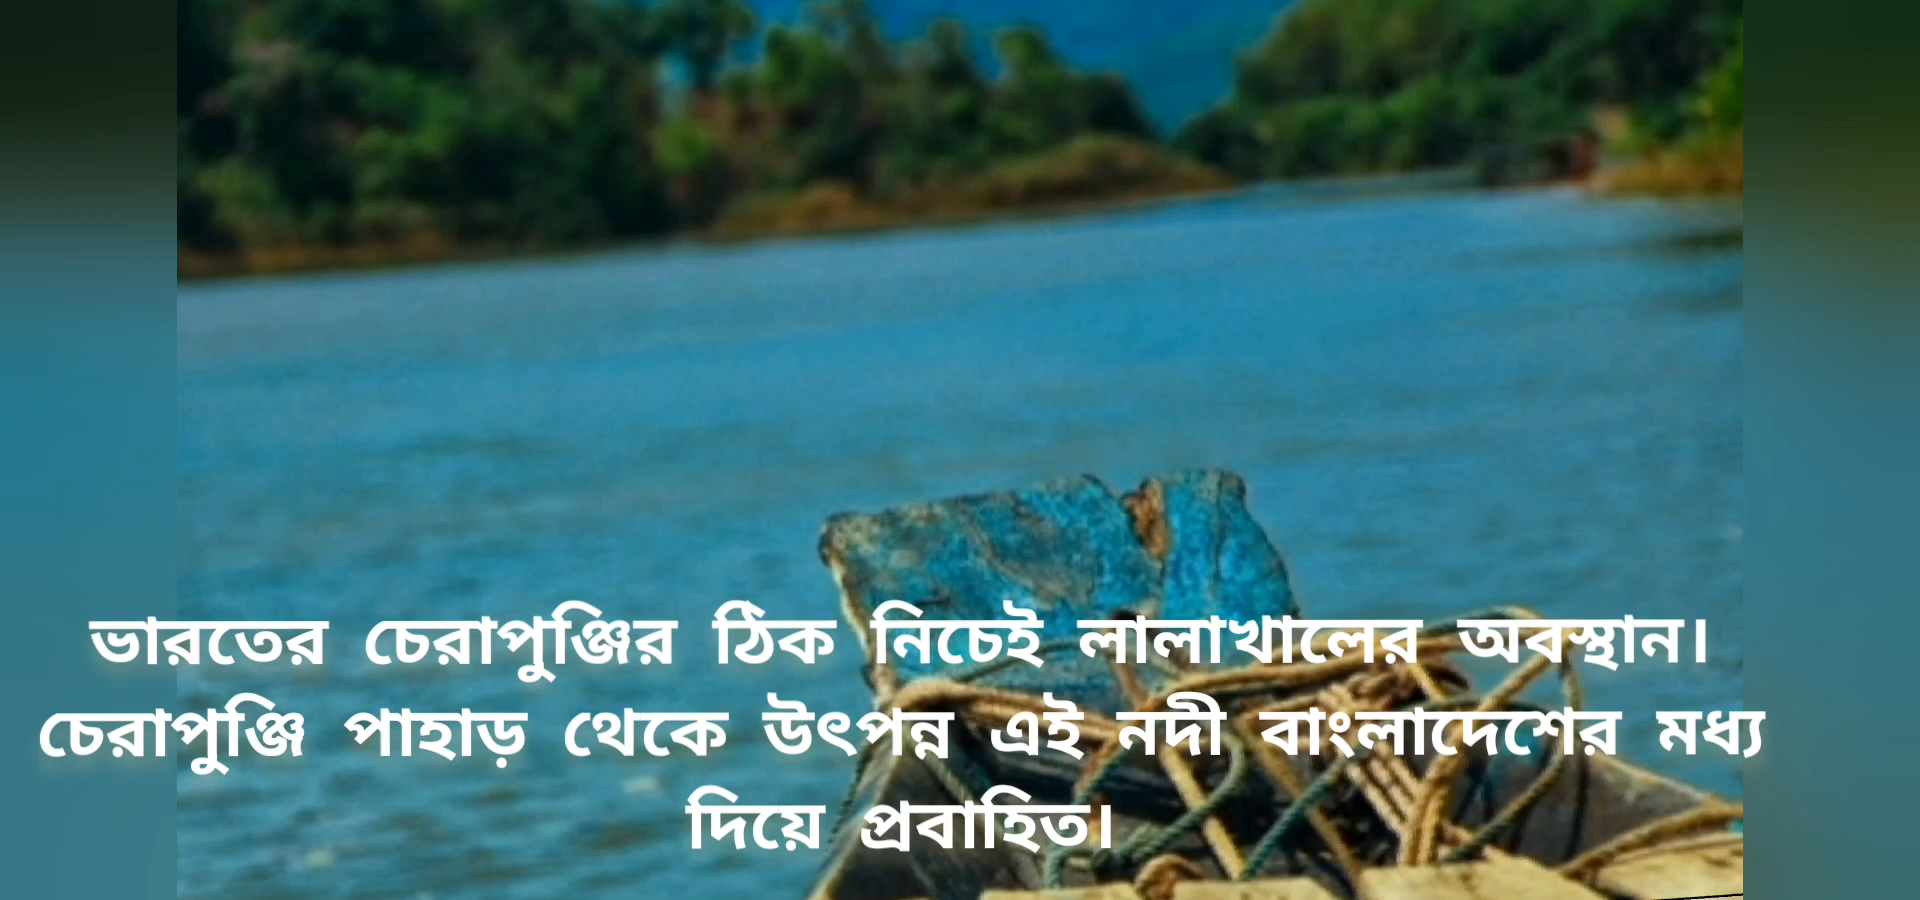 ভারতের চেরাপুঞ্জির ঠিক নিচেই লালাখালের অবস্থান।
চেরাপুঞ্জি পাহাড় থেকে উৎপন্ন এই নদী বাংলাদেশের মধ্য
দিয়ে প্রবাহিত।